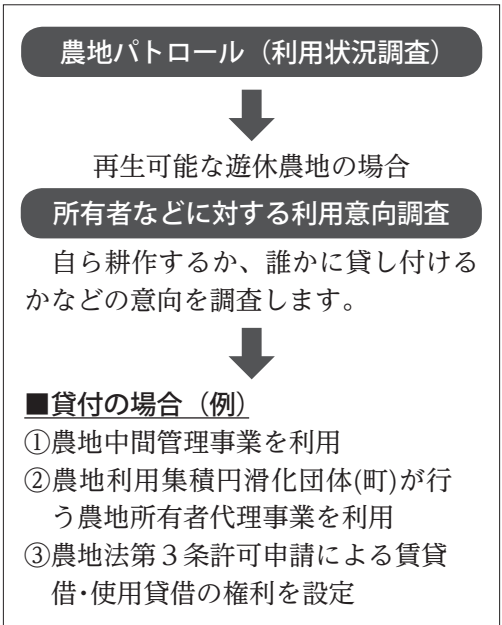 農地パトロール（利用状況調査）
再生可能な遊休農地の場合
所有者などに対する利用意向調査
自ら耕作するか、誰かに貸し付ける
かなどの意向を調査します。
■貸付の場合（例）
①農地中間管理事業を利用
②農地利用集積円滑化団体(町)が行
う農地所有者代理事業を利用
③農地法第３条許可申請による賃貸
借・使用貸借の権利を設定